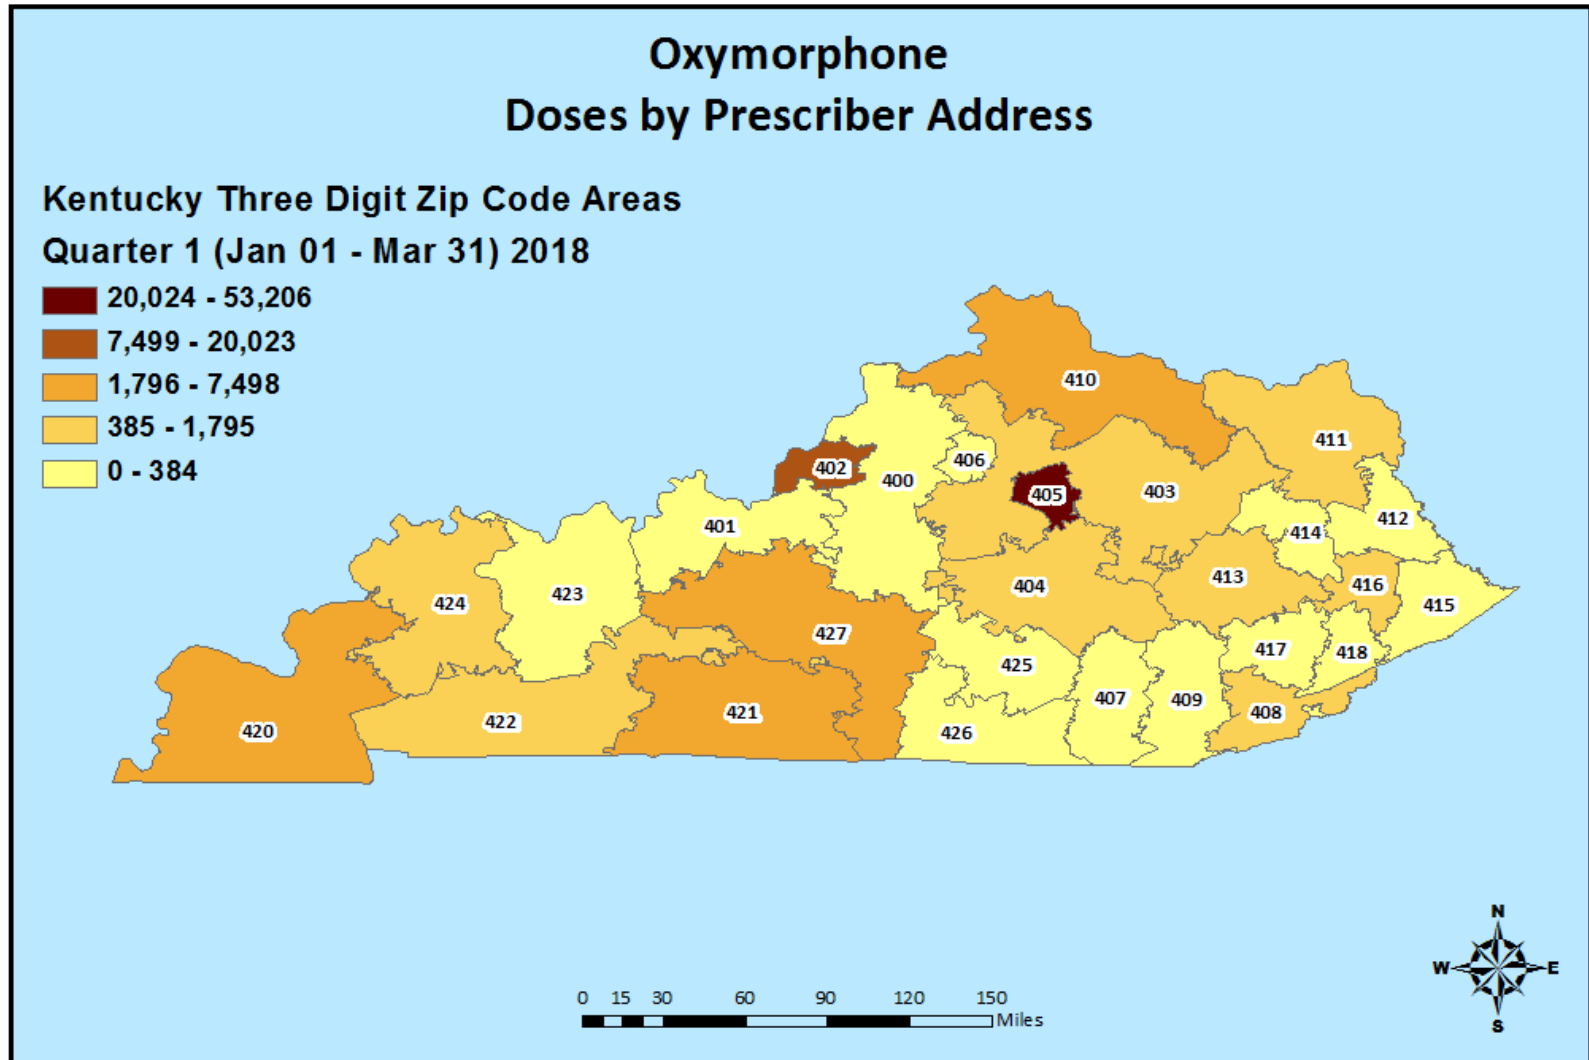 Oxymorphone
Doses by Prescriber Address
Kentucky Three Digit Zip Code Areas
Quarter 1 (Jan 01 - Mar 31) 2018
20,024 - 53,206
7,499 - 20,023
1,796 - 7,498
385 - 1,795
0 - 384
410
411
402
406
400
405
403
401
412
414
413
416
404
423
424
415
427
417
418
425
407
409
408
421
422
420
426
N
W E
S
0 15 30 60 90 120 150
Miles